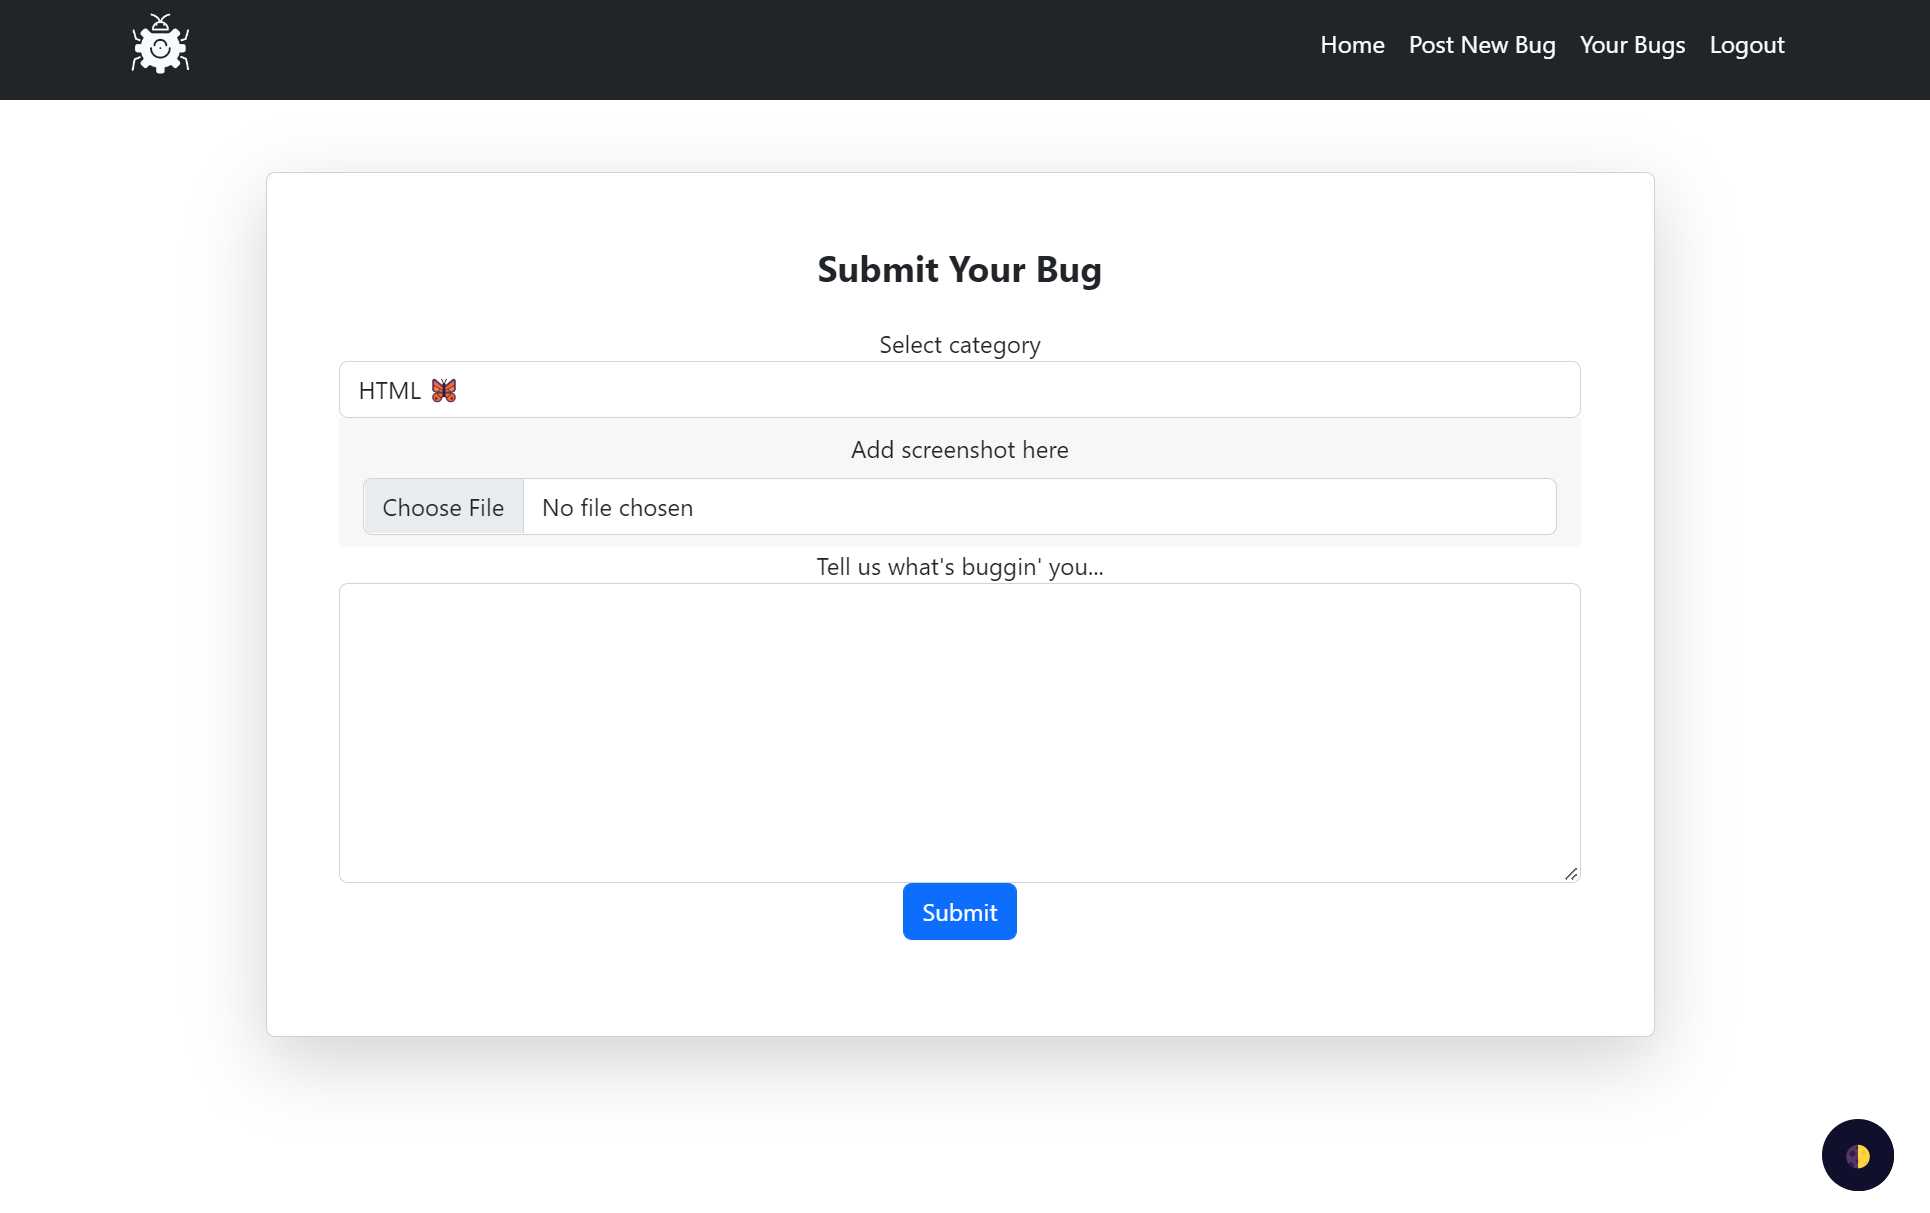 Home Post New Bug Your Bugs Logout
Submit Your Bug
Select category
HTML 🦋
Add screenshot here
Choose File No file chosen
Tell us what's buggin' you...
Submit